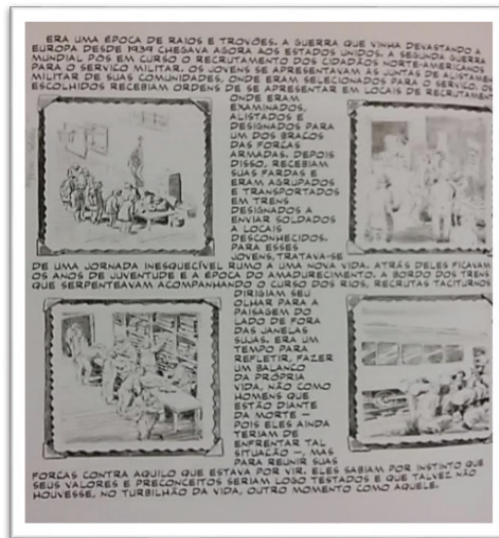 ERA UMA ÉPOCA DE RAIOS E TROVÕES. A GUERRA QUE VINHA DEVASTANDO A
EUROPA DESDE 1939 CHEGAVA AGORA AOS ESTADOS UNIDOS. A SEGUNDA GUERRA
MUNDIAL PÔS EM CURSO O RECRUTAMENTO DOS CIDADÃOS NORTE-AMERICANOS
PARA O SERVIÇO MILITAR. OS JOVENS SE APRESENTAVAM ÀS JUNTAS DE ALISTAMEN
MILITAR DE SUAS COMUNIDADES, ONDE ERAM SELECIONADOS PARA O SERVIÇO. OS
ESCOLHIDOS RECEBIAM ORDENS DE SE APRESENTAR EM LOCAIS DE RECRUTAMENT
ONDE ERAM
EXAMINADOS,
ALISTADOS E
DESIGNADOS PARA
UM DOS BRAÇOS
DAS FORÇAS
ARMADAS. DEPOIS
DISSO, RECEBIAM
SUAS FARDAS E
ERAM AGRUPADOS
E TRANSPORTADOS
EM TRENS
DESIGNADOS A
ENVIAR SOLDADOS
A LOCAIS
DESCONHECIDOS.
PARA ESSES
JOVENS, TRATAVA-SE
DE UMA JORNADA INESQUECÍVEL RUMO A UMA NOVA VIDA. ATRÁS DELES FICAVAM
OS ANOS DE JUVENTUDE E A ÉPOCA DO AMADURECIMENTO. A BORDO DOS TRENS
QUE SERPENTEAVAM ACOMPANHANDO O CURSO DOS RIOS, RECRUTAS TACITURNOS
DIRIGIAM SEU
OLHAR PARA A
PAISAGEM DO
LADO DE FORA
DAS JANELAS
SUJAS. ERA UM
TEMPO PARA
REFLETIR, FAZER
UM BALANÇO
DA PRÓPRIA
VIDA, NÃO COMO
HOMENS QUE
ESTÃO DIANTE
DA MORTE —
POIS ELES AINDA
TERIAM DE
ENFRENTAR TAL
SITUAÇÃO —, MAS
PARA REUNIR SUAS
FORÇAS CONTRA AQUILO QUE ESTAVA POR VIR. ELES SABIAM POR INSTINTO QUE
SEUS VALORES E PRECONCEITOS SERIAM LOGO TESTADOS E QUE TALVEZ NÃO
HOUVESSE, NO TURBILHÃO DA VIDA, OUTRO MOMENTO COMO AQUELE.